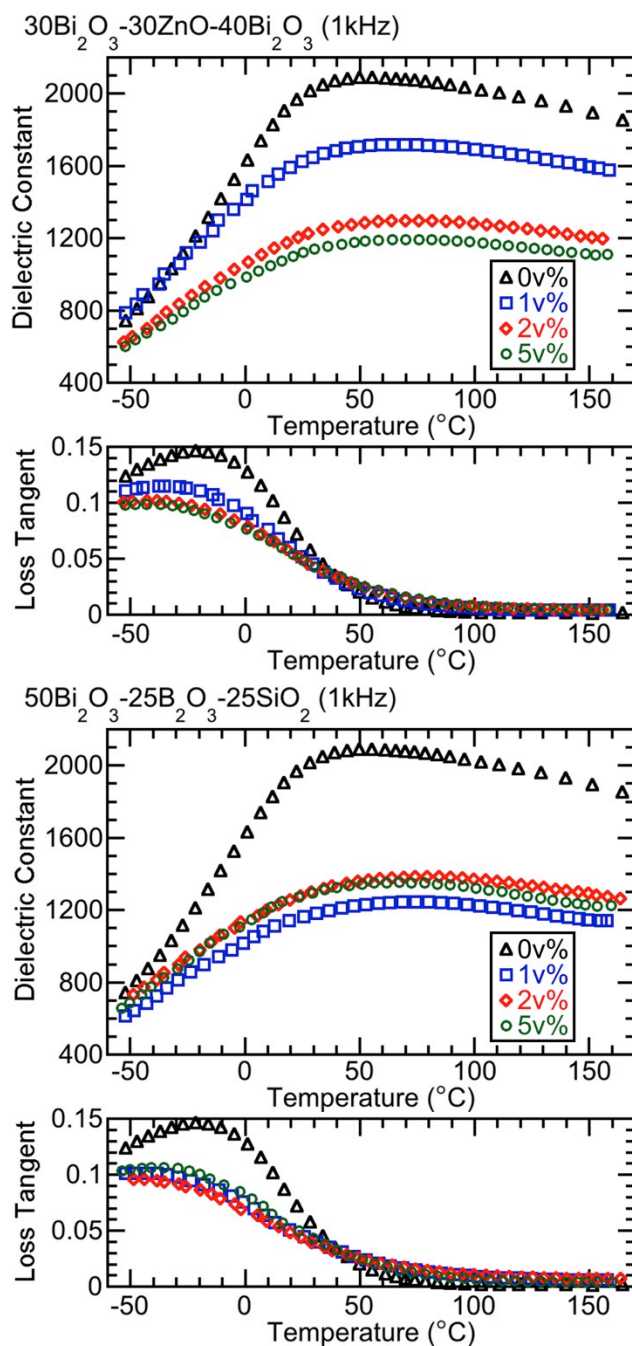 30Bi₂O₃-30ZnO-40Bi₂O₃ (1kHz)
Dielectric Constant
2000
1600
1200
800
400
0v%
1v%
2v%
5v%
-50 0 50 100 150
Temperature (°C)
Loss Tangent
0.15
0.1
0.05
0
-50 0 50 100 150
Temperature (°C)
50Bi₂O₃-25B₂O₃-25SiO₂ (1kHz)
Dielectric Constant
2000
1600
1200
800
400
0v%
1v%
2v%
5v%
-50 0 50 100 150
Temperature (°C)
Loss Tangent
0.15
0.1
0.05
0
-50 0 50 100 150
Temperature (°C)